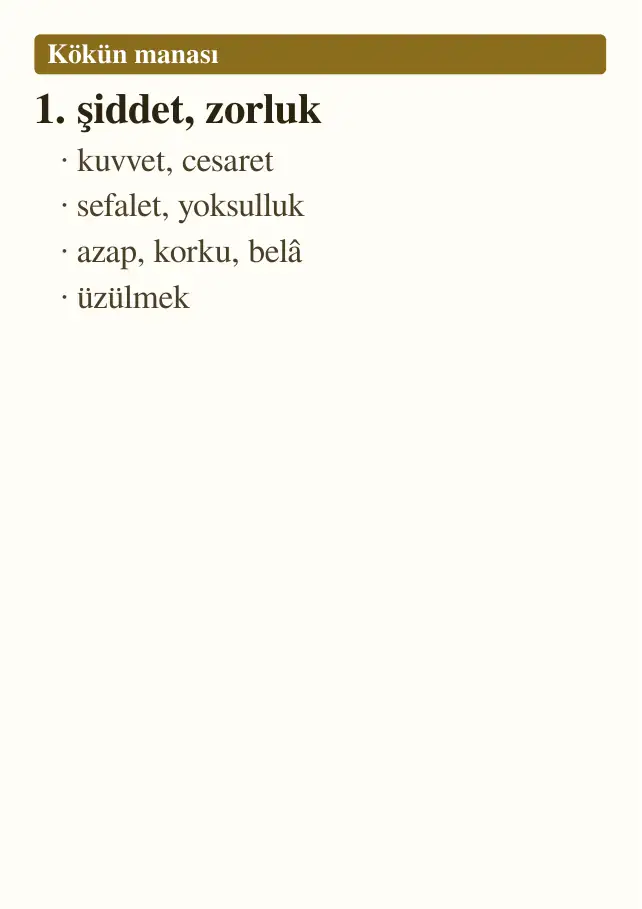 Kökün manası
1. şiddet, zorluk
· kuvvet, cesaret
· sefalet, yoksulluk
· azap, korku, belâ
· üzülmek